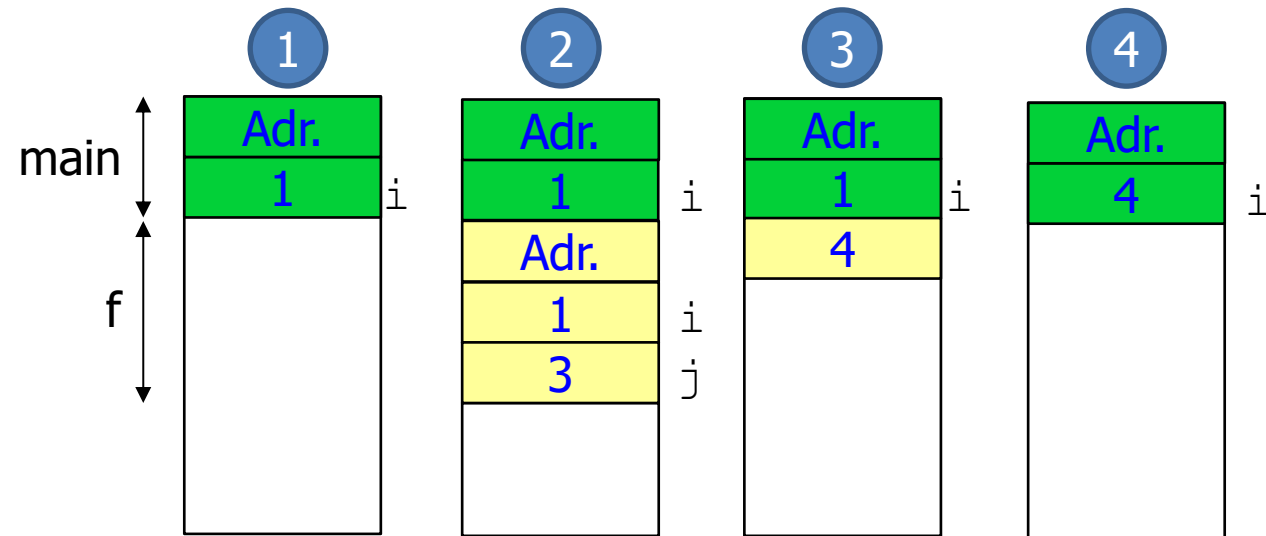 1 2 3 4
main Adr. Adr. Adr. Adr.
1 i 1 i 1 i 4 i
f Adr. 4
1 i
3 j